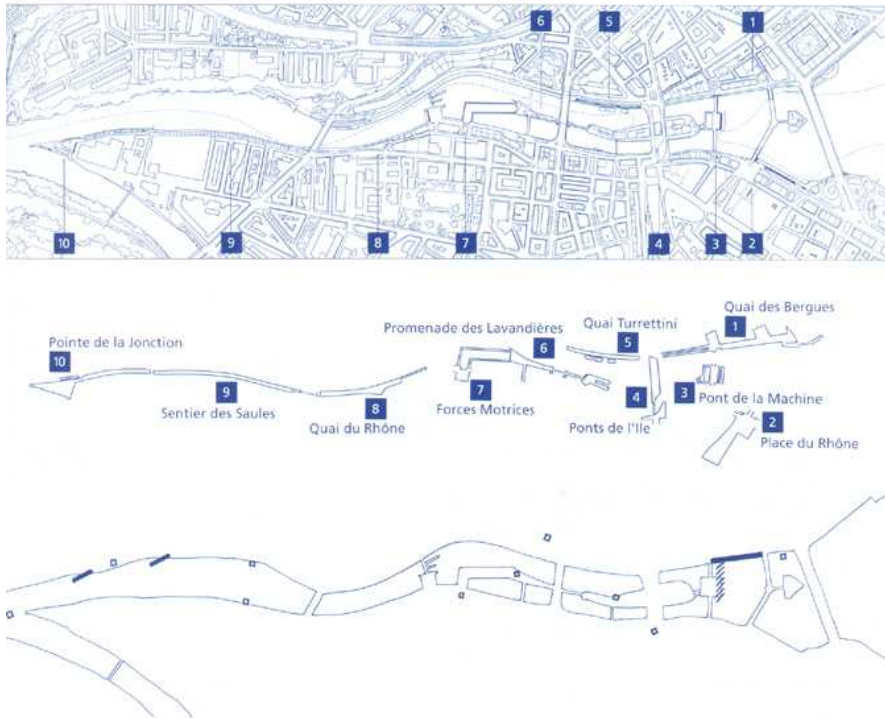 6
5
1
10
9
8
7
4
3
2
Quai des Bergues
1
Quai Turrettini
5
Promenade des Lavandières
6
Pointe de la Jonction
10
9
Sentier des Saules
8
Quai du Rhône
7
Forces Motrices
4
Ponts de l'Ile
3
Pont de la Machine
2
Place du Rhône